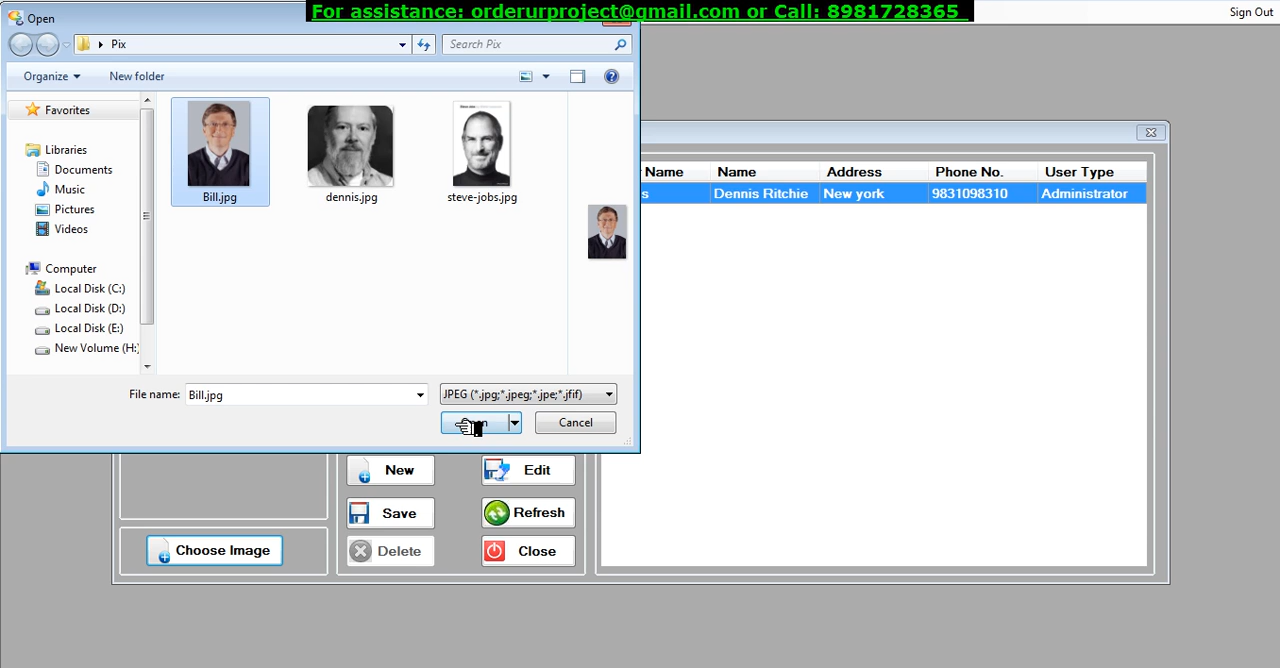 For assistance: orderurproject@gmail.com or Call: 8981728365
Open
Sign Out
Pix
Search Pix
Organize
New folder
Favorites
Libraries
Documents
Music
Pictures
Videos
Computer
Local Disk (C:)
Local Disk (D:)
Local Disk (E:)
New Volume (H:)
Bill.jpg
dennis.jpg
steve-jobs.jpg
File name:
Bill.jpg
JPEG (*.jpg;*.jpeg;*.jpe;*.jfif)
Cancel
Name Name Address Phone No. User Type
s Dennis Ritchie New york 9831098310 Administrator
New
Edit
Save
Refresh
Delete
Close
Choose Image